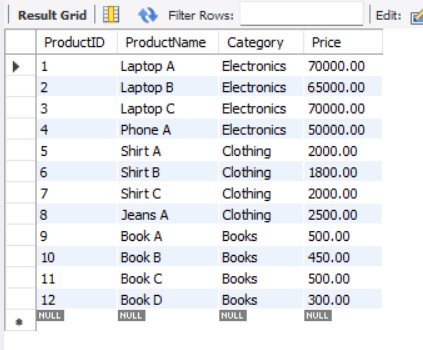 Result Grid Filter Rows: Edit:
ProductID ProductName Category Price
1 Laptop A Electronics 70000.00
2 Laptop B Electronics 65000.00
3 Laptop C Electronics 70000.00
4 Phone A Electronics 50000.00
5 Shirt A Clothing 2000.00
6 Shirt B Clothing 1800.00
7 Shirt C Clothing 2000.00
8 Jeans A Clothing 2500.00
9 Book A Books 500.00
10 Book B Books 450.00
11 Book C Books 500.00
12 Book D Books 300.00
NULL NULL NULL NULL